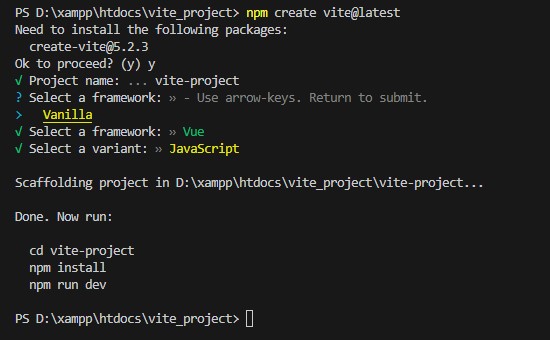 PS D:\xampp\htdocs\vite_project> npm create vite@latest
Need to install the following packages:
create-vite@5.2.3
Ok to proceed? (y) y
√ Project name: ... vite-project
? Select a framework: » - Use arrow-keys. Return to submit.
> Vanilla
√ Select a framework: » Vue
√ Select a variant: » JavaScript
Scaffolding project in D:\xampp\htdocs\vite_project\vite-project...
Done. Now run:
cd vite-project
npm install
npm run dev
PS D:\xampp\htdocs\vite_project>